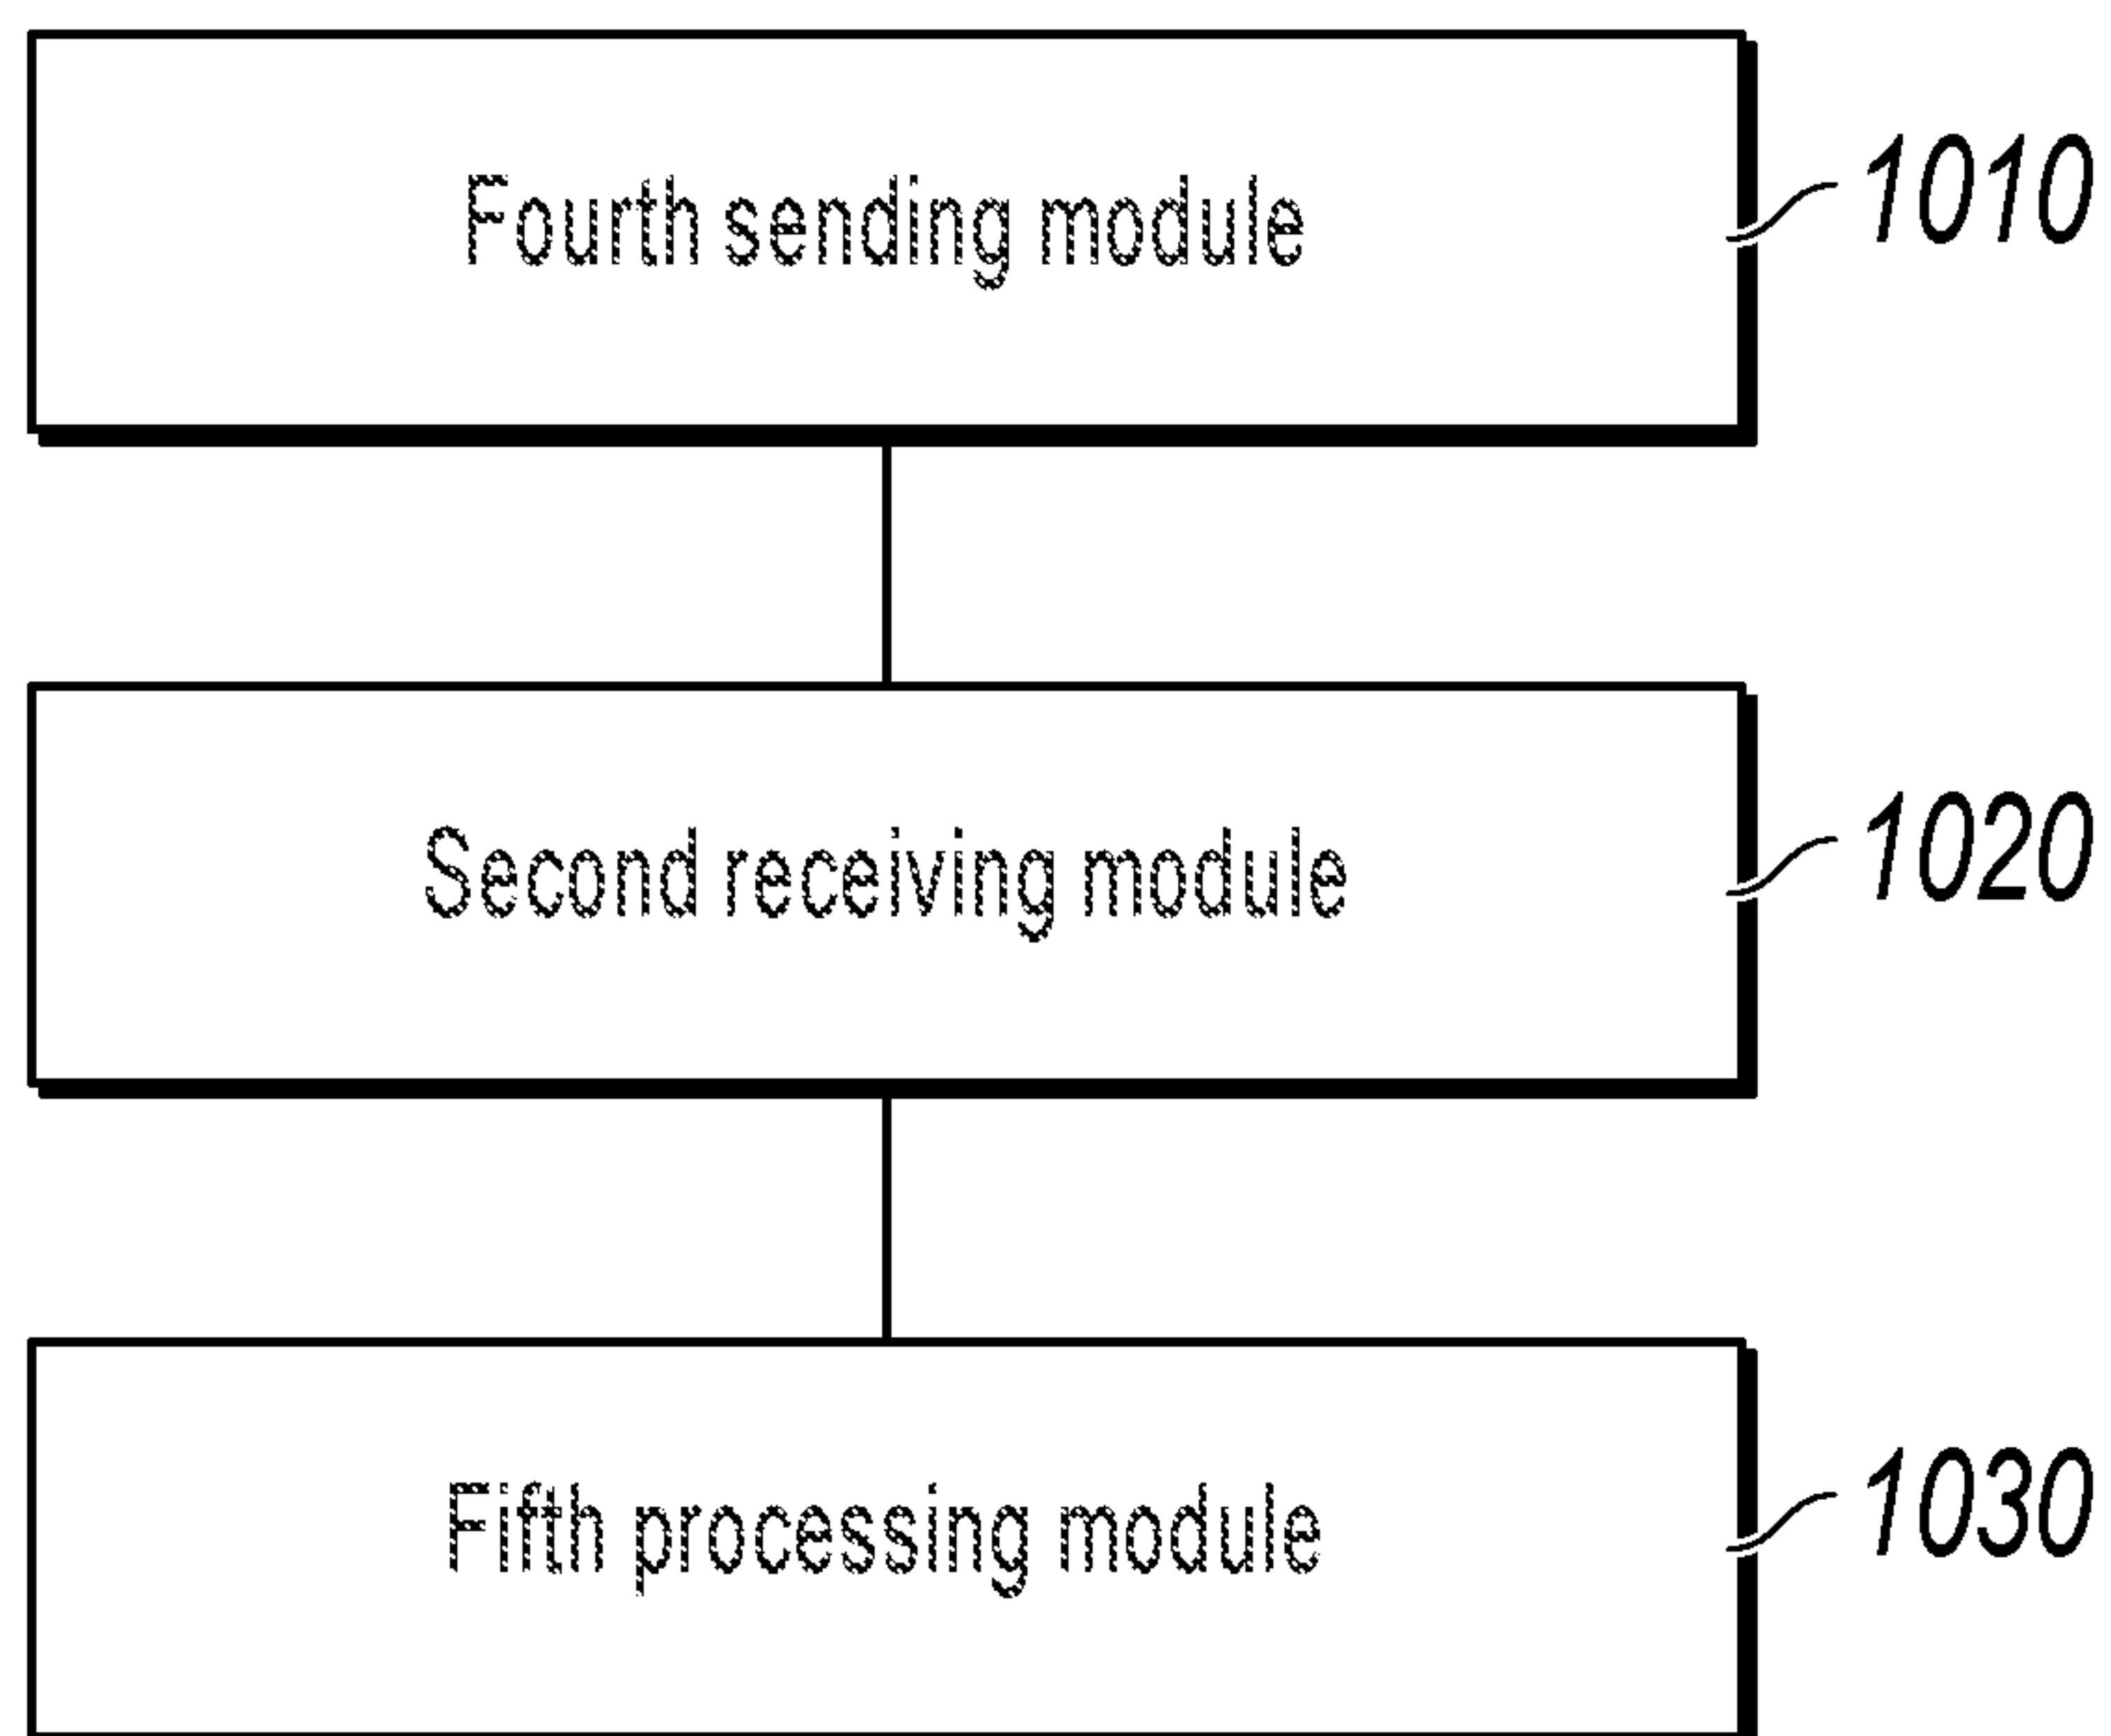 Fourth sending module
1010
Second receiving module
1020
Fifth processing module
1030